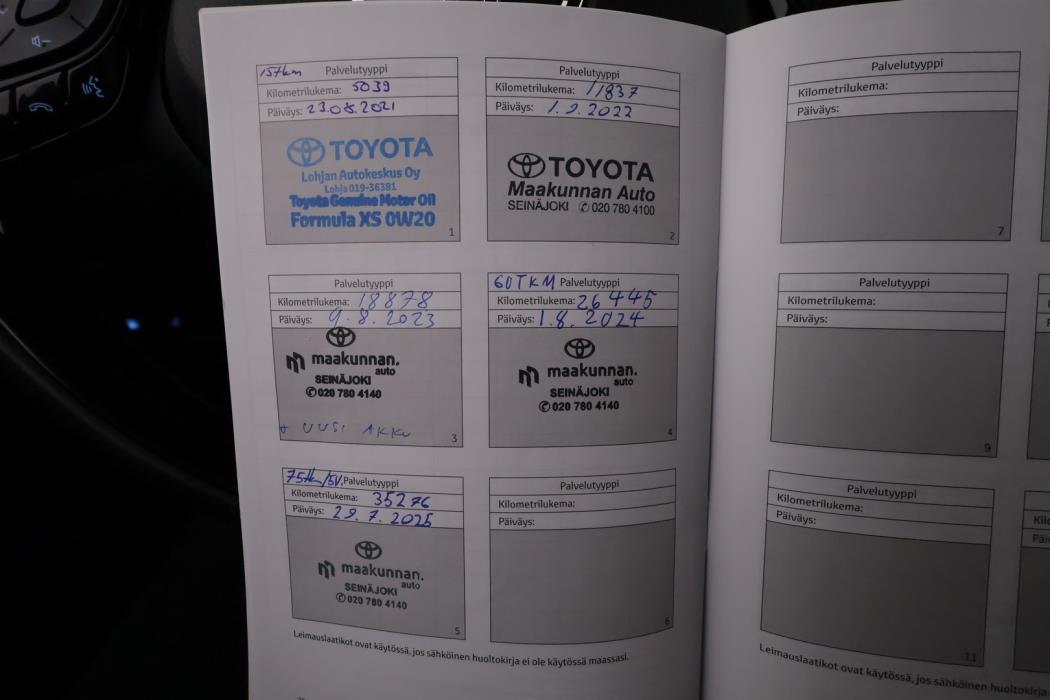 15tkm Palvelutyyppi
Kilometrilukema: 5039
Päiväys: 23.08.2021
TOYOTA
Lohjan Autokeskus Oy
Lohja 019-36381
Toyota Genuine Motor Oil
Formula XS 0W20
1
Palvelutyyppi
Kilometrilukema: 11837
Päiväys: 1.9.2022
TOYOTA
Maakunnan Auto
SEINÄJOKI ✆ 020 780 4100
2
Palvelutyyppi
Kilometrilukema: 18878
Päiväys: 9.8.2023
maakunnan.
auto
SEINÄJOKI
✆ 020 780 4140
+ UUSI AKKU
3
60TKM Palvelutyyppi
Kilometrilukema: 26445
Päiväys: 1.8.2024
maakunnan.
auto
SEINÄJOKI
✆ 020 780 4140
4
75tk/5V. Palvelutyyppi
Kilometrilukema: 35276
Päiväys: 29.7.2025
maakunnan.
auto
SEINÄJOKI
✆ 020 780 4140
5
Palvelutyyppi
Kilometrilukema:
Päiväys:
6
Leimauslaatikot ovat käytössä, jos sähköinen huoltokirja ei ole käytössä maassasi.
Palvelutyyppi
Kilometrilukema:
Päiväys:
7
Palvelutyyppi
Kilometrilukema:
Päiväys:
9
Palvelutyyppi
Kilometrilukema:
Päiväys:
11
Leimauslaatikot ovat käytössä, jos sähköinen huoltokirja